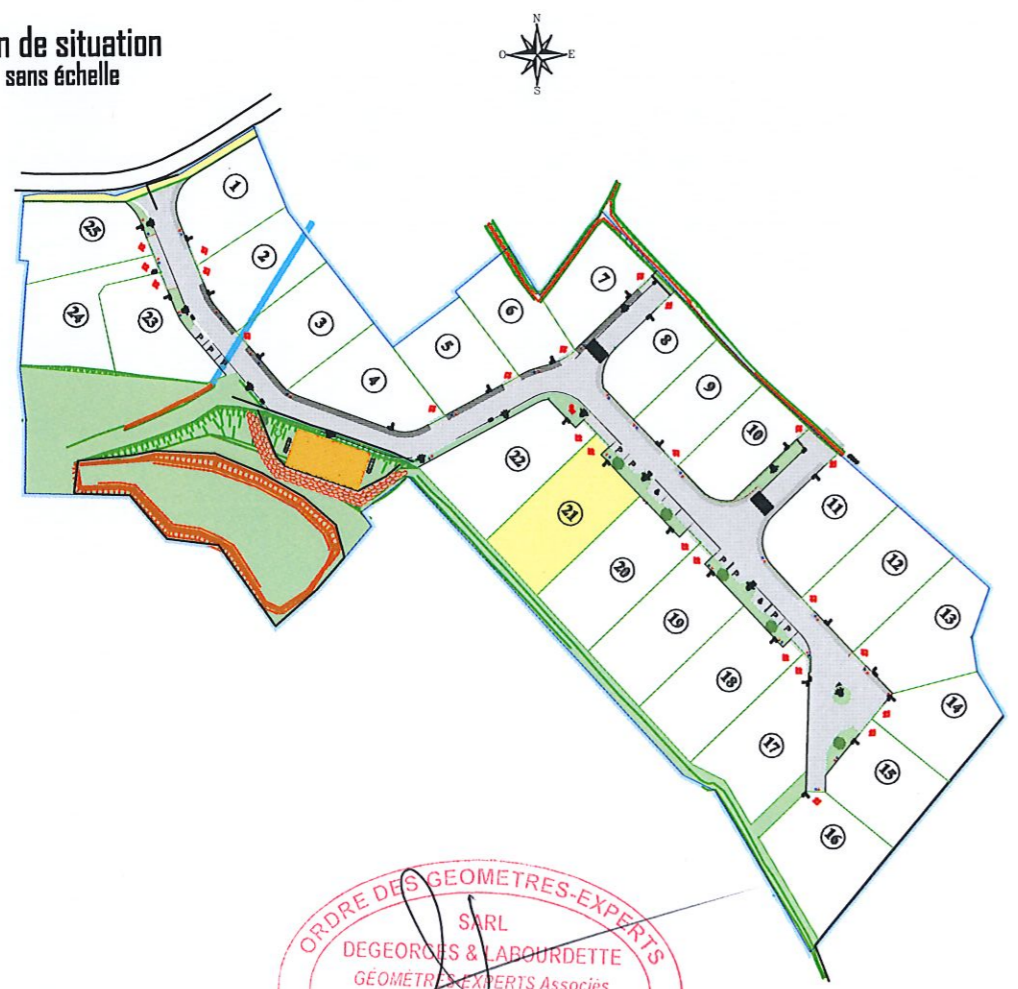 n de situation
sans échelle
N
O
E
S
1
2
3
4
5
6
7
8
9
10
11
12
13
14
15
16
17
18
19
20
21
22
23
24
25
P P
P P
P P
P P
ORDRE DES GEOMETRES-EXPERTS
SARL
DEGEORGES & LABOURDETTE
GÉOMÈTRES-EXPERTS Associés